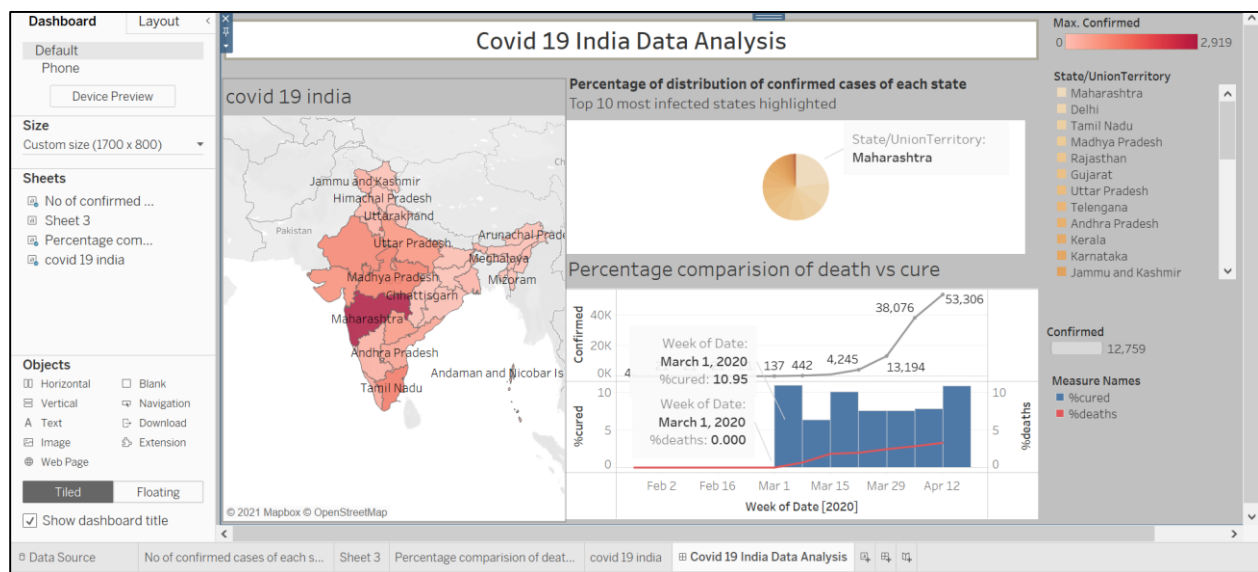 Dashboard
Layout
Default
Phone
Device Preview
Size
Custom size (1700 x 800)
Sheets
No of confirmed ...
Sheet 3
Percentage com...
covid 19 india
Objects
Horizontal
Blank
Vertical
Navigation
A Text
Download
Image
Extension
Web Page
Tiled
Floating
Show dashboard title
Covid 19 India Data Analysis
covid 19 india
Jammu and Kashmir
Himachal Pradesh
Uttarakhand
Pakistan
Uttar Pradesh
Arunachal Prade
Meghalaya
Madhya Pradesh
Mizoram
Chhattisgarh
Maharashtra
Andhra Pradesh
Andaman and Nicobar Is
Tamil Nadu
© 2021 Mapbox © OpenStreetMap
Percentage of distribution of confirmed cases of each state
Top 10 most infected states highlighted
State/UnionTerritory:
Maharashtra
Percentage comparision of death vs cure
Confirmed
40K
20K
0K
4
137
442
4,245
13,194
38,076
53,306
Week of Date:
March 1, 2020
%cured: 10.95
Week of Date:
March 1, 2020
%deaths: 0.000
%cured
10
5
0
10
5
0
%deaths
Feb 2
Feb 16
Mar 1
Mar 15
Mar 29
Apr 12
Week of Date [2020]
Max. Confirmed
0
2,919
State/UnionTerritory
Maharashtra
Delhi
Tamil Nadu
Madhya Pradesh
Rajasthan
Gujarat
Uttar Pradesh
Telengana
Andhra Pradesh
Kerala
Karnataka
Jammu and Kashmir
Confirmed
12,759
Measure Names
%cured
%deaths
Data Source
No of confirmed cases of each s...
Sheet 3
Percentage comparision of deat...
covid 19 india
Covid 19 India Data Analysis